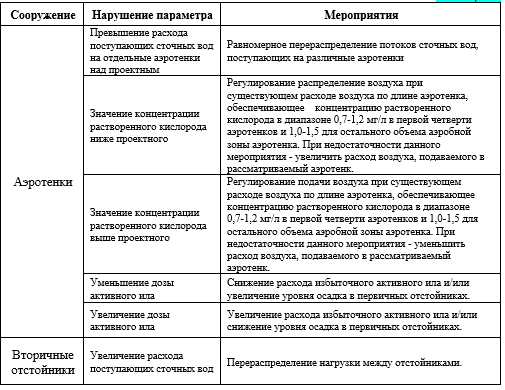 Сооружение Нарушение параметра Мероприятия
Аэротенки
Превышение расхода
поступающих сточных вод
на отдельные аэротенки
над проектным
Равномерное перераспределение потоков сточных вод,
поступающих на различные аэротенки
Значение концентрации
растворенного кислорода
ниже проектного
Регулирование распределение воздуха при
существующем расходе воздуха по длине аэротенка,
обеспечивающее концентрацию растворенного
кислорода в диапазоне 0,7-1,2 мг/л в первой четверти
аэротенков и 1,0-1,5 для остального объема аэробной
зоны аэротенка. При недостаточности данного
мероприятия - увеличить расход воздуха, подаваемого в
рассматриваемый аэротенк.
Значение концентрации
растворенного кислорода
выше проектного
Регулирование подачи воздуха при существующем
расходе воздуха по длине аэротенка, обеспечивающее
концентрацию растворенного кислорода в диапазоне
0,7-1,2 мг/л в первой четверти аэротенков и 1,0-1,5 для
остального объема аэробной зоны аэротенка. При
недостаточности данного мероприятия - уменьшить
расход воздуха, подаваемого в рассматриваемый
аэротенк.
Уменьшение дозы
активного ила
Снижение расхода избыточного активного ила и/или
увеличение уровня осадка в первичных отстойниках.
Увеличение дозы
активного ила
Увеличение расхода избыточного активного ила и/или
снижение уровня осадка в первичных отстойниках.
Вторичные
отстойники
Увеличение расхода
поступающих сточных вод
Перераспределение нагрузки между отстойниками.